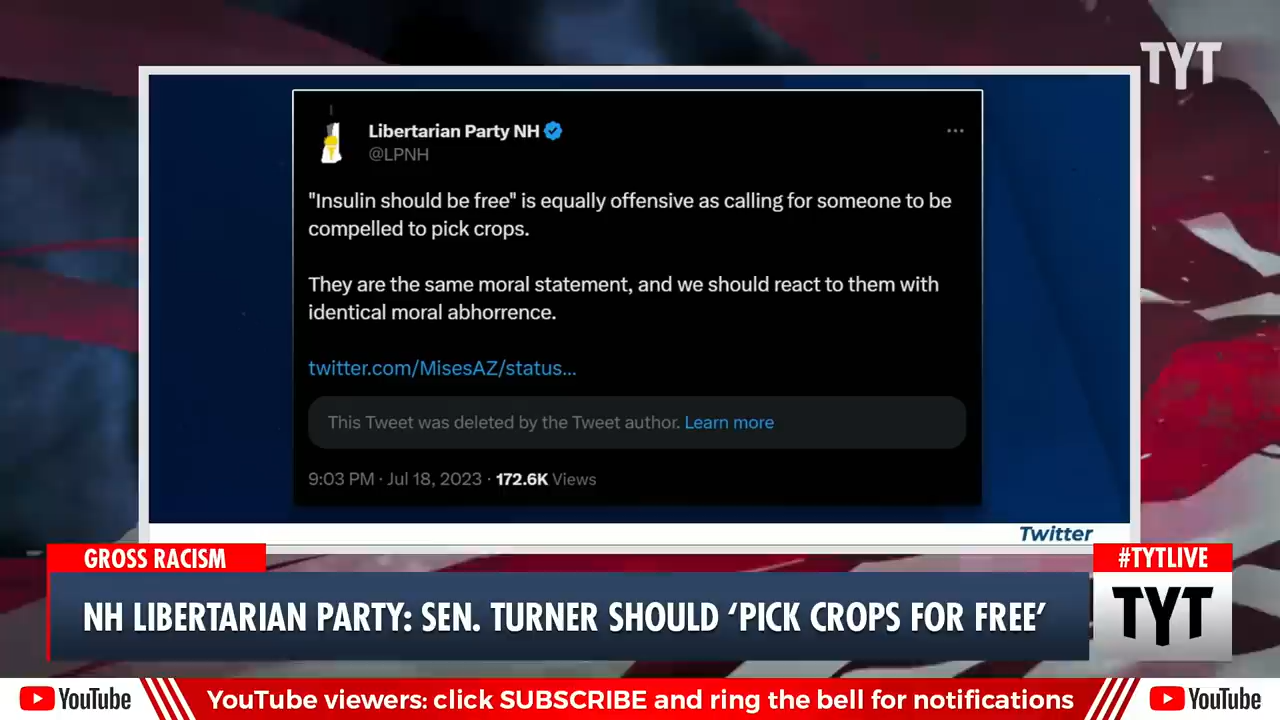 TYT
Libertarian Party NH
@LPNH
"Insulin should be free" is equally offensive as calling for someone to be
compelled to pick crops.
They are the same moral statement, and we should react to them with
identical moral abhorrence.
twitter.com/MisesAZ/status...
This Tweet was deleted by the Tweet author. Learn more
9:03 PM · Jul 18, 2023 · 172.6K Views
Twitter
GROSS RACISM
#TYTLIVE
NH LIBERTARIAN PARTY: SEN. TURNER SHOULD ‘PICK CROPS FOR FREE’
TYT
YouTube
YouTube viewers: click SUBSCRIBE and ring the bell for notifications
YouTube